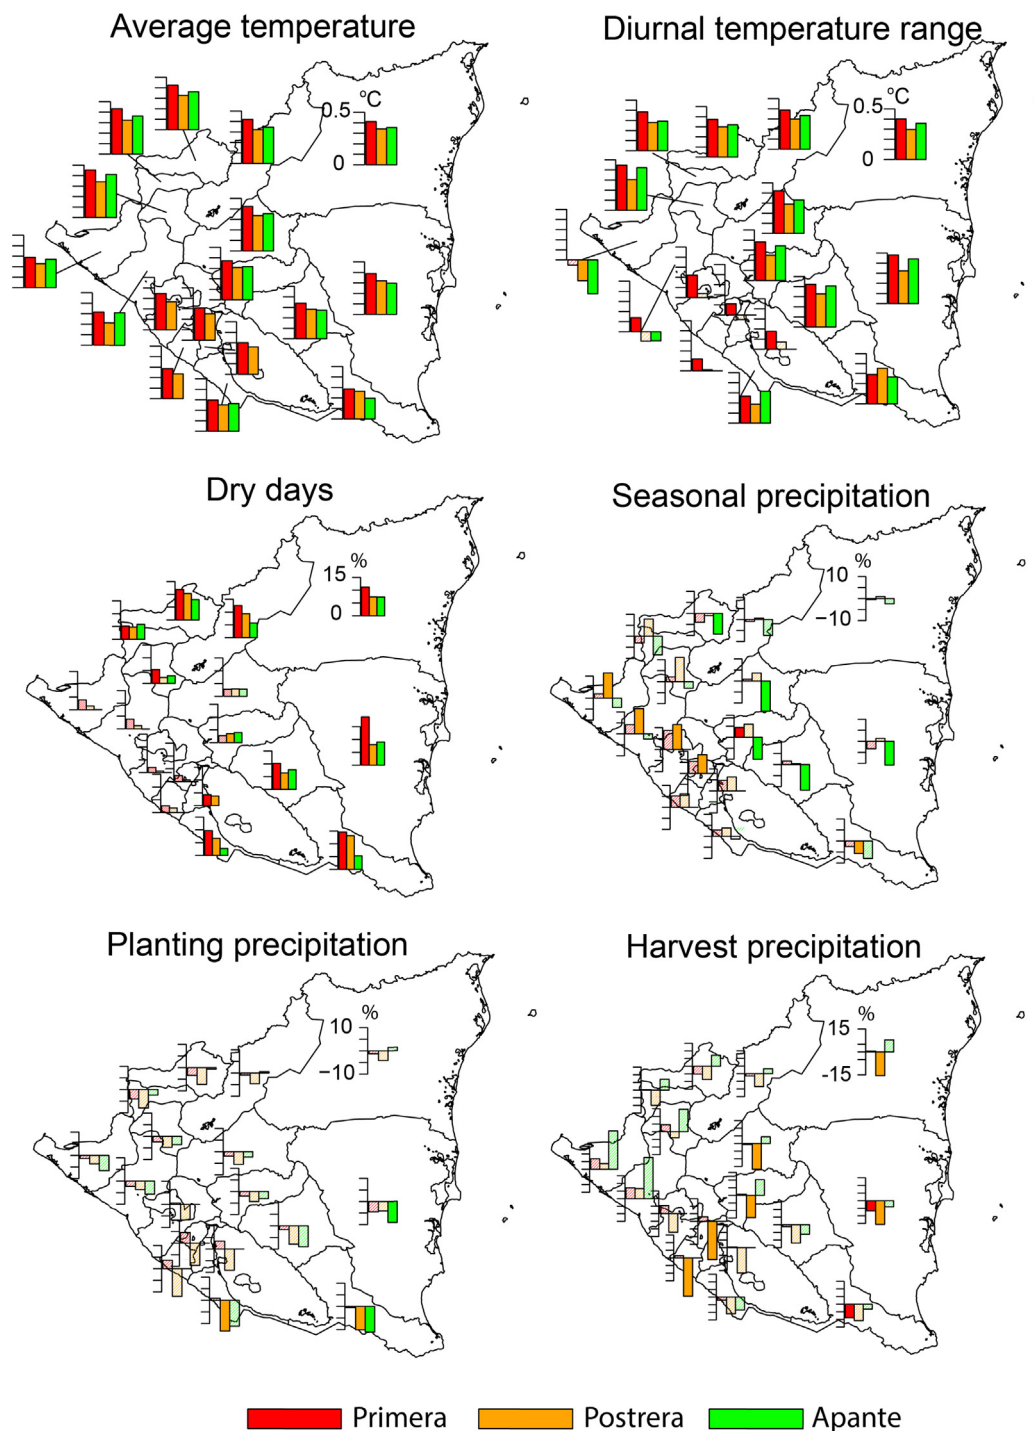 Average temperature
Diurnal temperature range
0.5 °C
0
0.5 °C
0
Dry days
Seasonal precipitation
15 %
0
10 %
−10
Planting precipitation
Harvest precipitation
10 %
−10
15 %
-15
Primera Postrera Apante